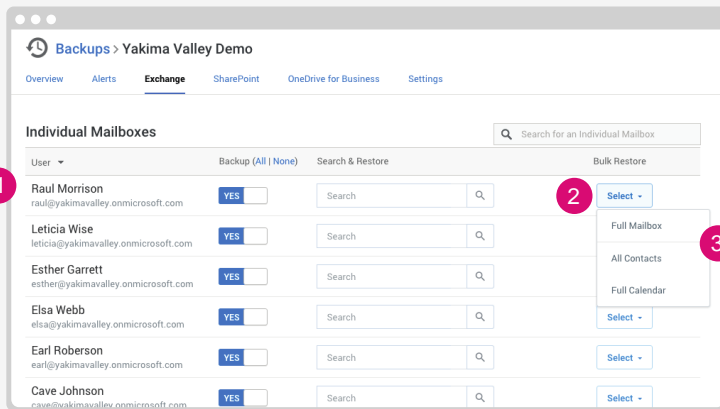 Backups > Yakima Valley Demo
Overview Alerts Exchange SharePoint OneDrive for Business Settings
Individual Mailboxes
Search for an Individual Mailbox
User Backup (All | None) Search & Restore Bulk Restore
1
Raul Morrison
raul@yakimavalley.onmicrosoft.com
YES Search 2 Select
Full Mailbox
3
All Contacts
Full Calendar
Leticia Wise
leticia@yakimavalley.onmicrosoft.com
YES Search
Esther Garrett
esther@yakimavalley.onmicrosoft.com
YES Search
Elsa Webb
elsa@yakimavalley.onmicrosoft.com
YES Search Select
Earl Roberson
earl@yakimavalley.onmicrosoft.com
YES Search Select
Cave Johnson
cave@yakimavalley.onmicrosoft.com
YES Search Select